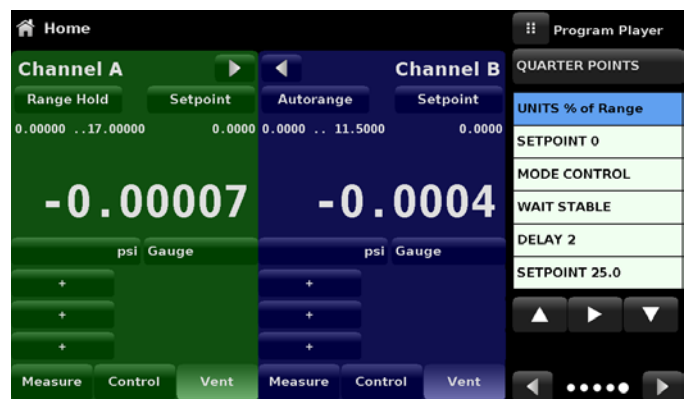 Home
Channel A
Range Hold Setpoint
0.00000 ..17.00000 0.0000
-0.00007
psi Gauge
+
+
+
Measure Control Vent
Channel B
Autorange Setpoint
0.0000 .. 11.5000 0.0000
-0.0004
psi Gauge
+
+
+
Measure Control Vent
Program Player
QUARTER POINTS
UNITS % of Range
SETPOINT 0
MODE CONTROL
WAIT STABLE
DELAY 2
SETPOINT 25.0